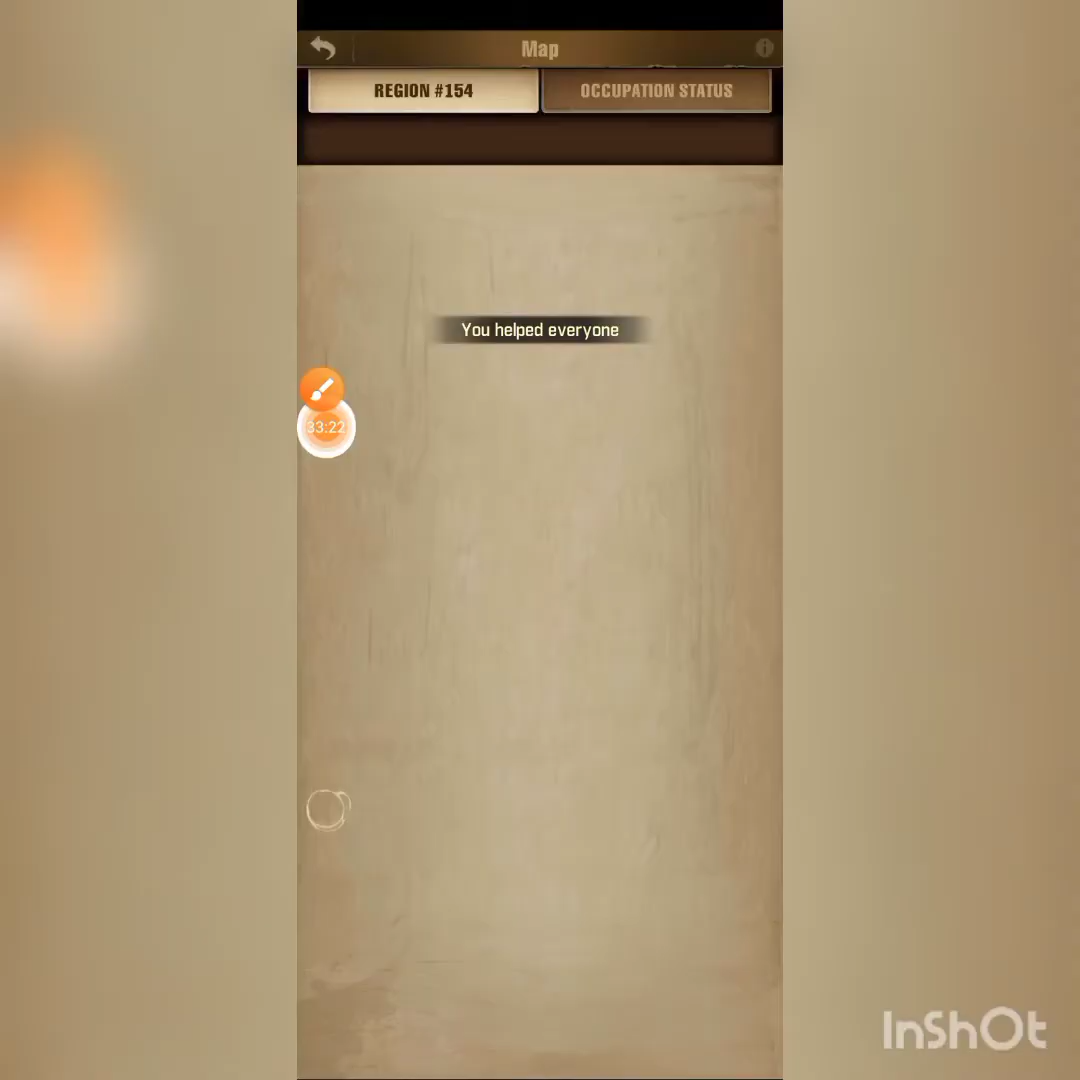 Map
REGION #154
OCCUPATION STATUS
You helped everyone
33:22
InShOt